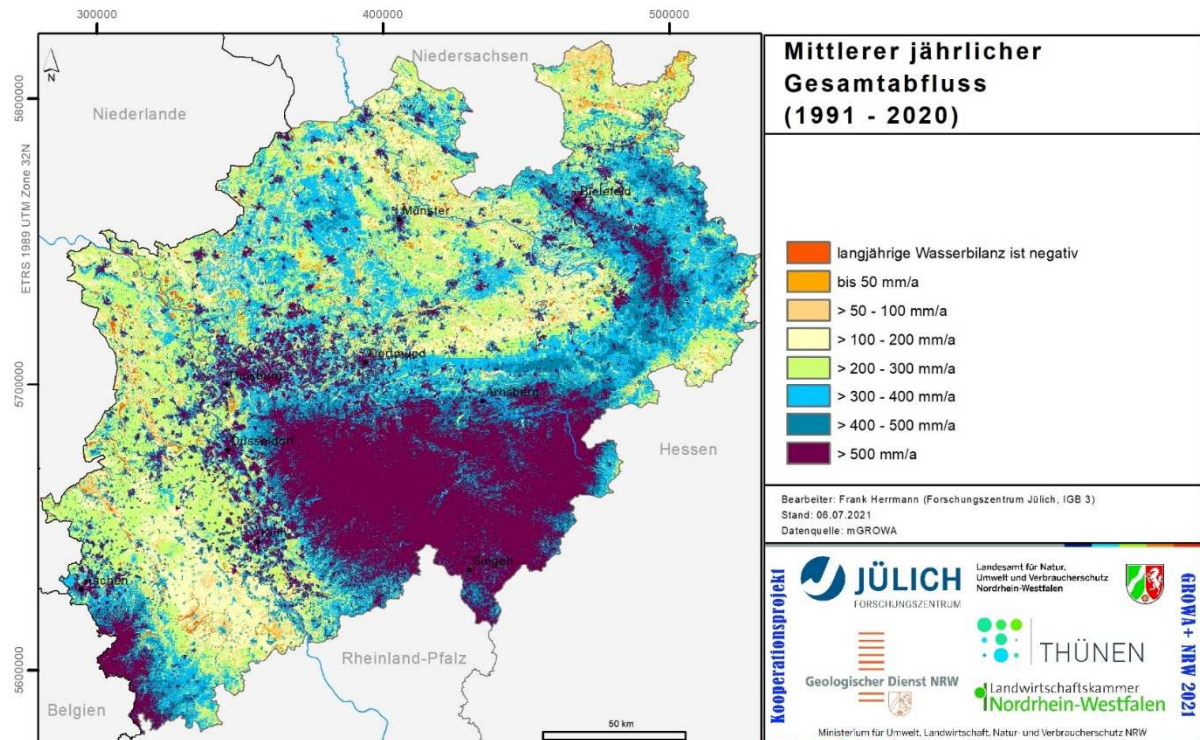 300000
400000
500000
Mittlerer jährlicher
Gesamtabfluss
(1991 - 2020)
Niedersachsen
N
5800000
Niederlande
ETRS 1989 UTM Zone 32N
Bielefeld
Münster
langjährige Wasserbilanz ist negativ
bis 50 mm/a
> 50 - 100 mm/a
> 100 - 200 mm/a
> 200 - 300 mm/a
> 300 - 400 mm/a
> 400 - 500 mm/a
> 500 mm/a
Dortmund
5700000
Arnsberg
Düsseldorf
Hessen
Bearbeiter: Frank Herrmann (Forschungszentrum Jülich, IGB 3)
Stand: 06.07.2021
Datenquelle: mGROWA
Siegen
Aachen
Kooperationsprojekt
JÜLICH
FORSCHUNGSZENTRUM
Landesamt für Natur,
Umwelt und Verbraucherschutz
Nordrhein-Westfalen
GROWA+ NRW 2021
THÜNEN
Geologischer Dienst NRW
Landwirtschaftskammer
Nordrhein-Westfalen
Rheinland-Pfalz
5600000
Belgien
50 km
Ministerium für Umwelt, Landwirtschaft, Natur- und Verbraucherschutz NRW